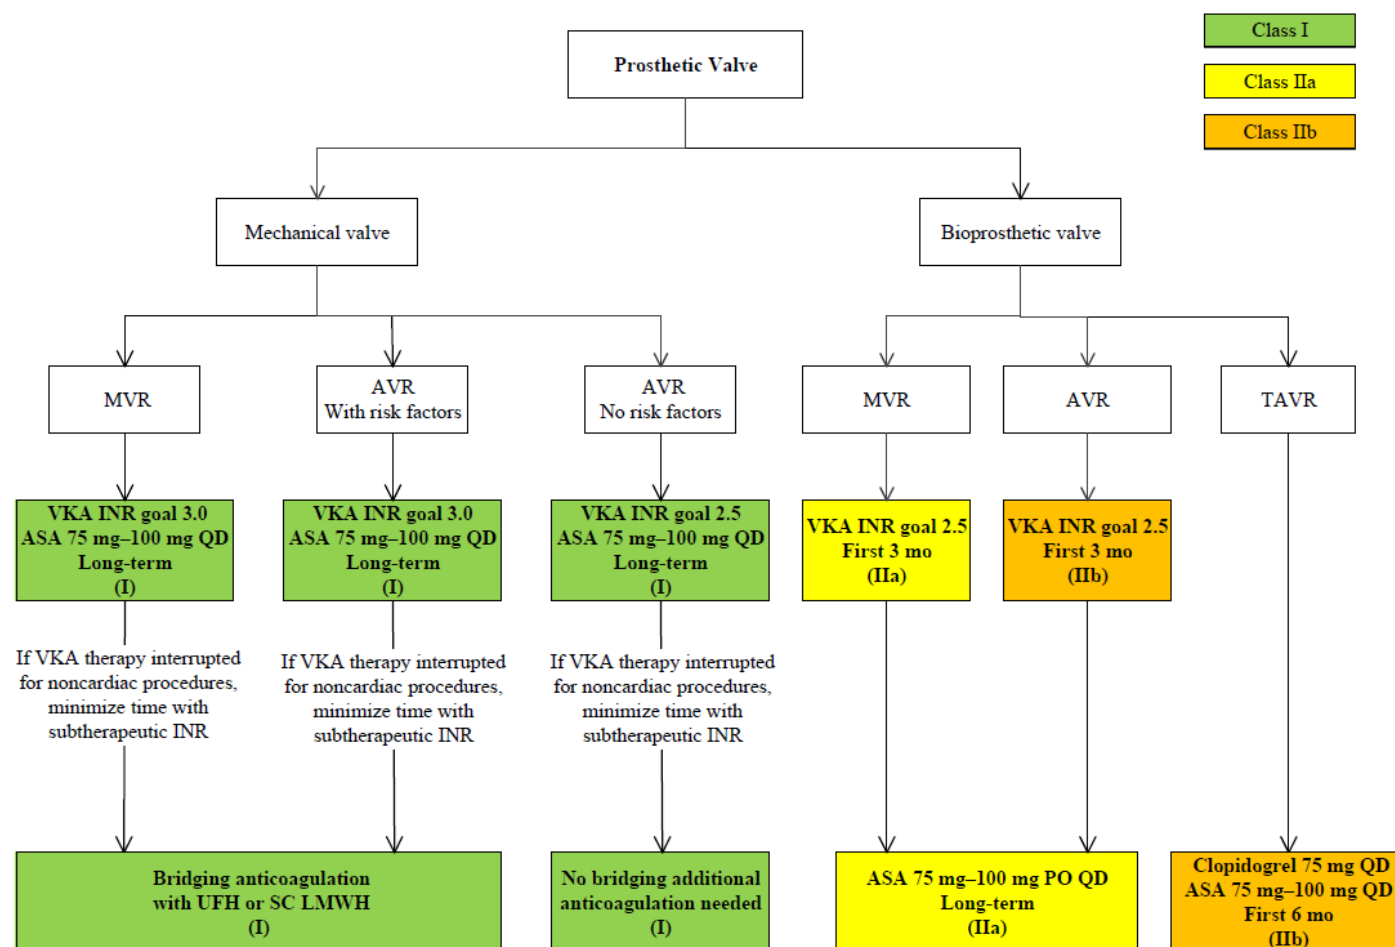 Class I
Class IIa
Class IIb
Prosthetic Valve
Mechanical valve
Bioprosthetic valve
MVR
AVR
With risk factors
AVR
No risk factors
MVR
AVR
TAVR
VKA INR goal 3.0
ASA 75 mg–100 mg QD
Long-term
(I)
VKA INR goal 3.0
ASA 75 mg–100 mg QD
Long-term
(I)
VKA INR goal 2.5
ASA 75 mg–100 mg QD
Long-term
(I)
VKA INR goal 2.5
First 3 mo
(IIa)
VKA INR goal 2.5
First 3 mo
(IIb)
If VKA therapy interrupted
for noncardiac procedures,
minimize time with
subtherapeutic INR
If VKA therapy interrupted
for noncardiac procedures,
minimize time with
subtherapeutic INR
If VKA therapy interrupted
for noncardiac procedures,
minimize time with
subtherapeutic INR
Bridging anticoagulation
with UFH or SC LMWH
(I)
No bridging additional
anticoagulation needed
(I)
ASA 75 mg–100 mg PO QD
Long-term
(IIa)
Clopidogrel 75 mg QD
ASA 75 mg–100 mg QD
First 6 mo
(IIb)